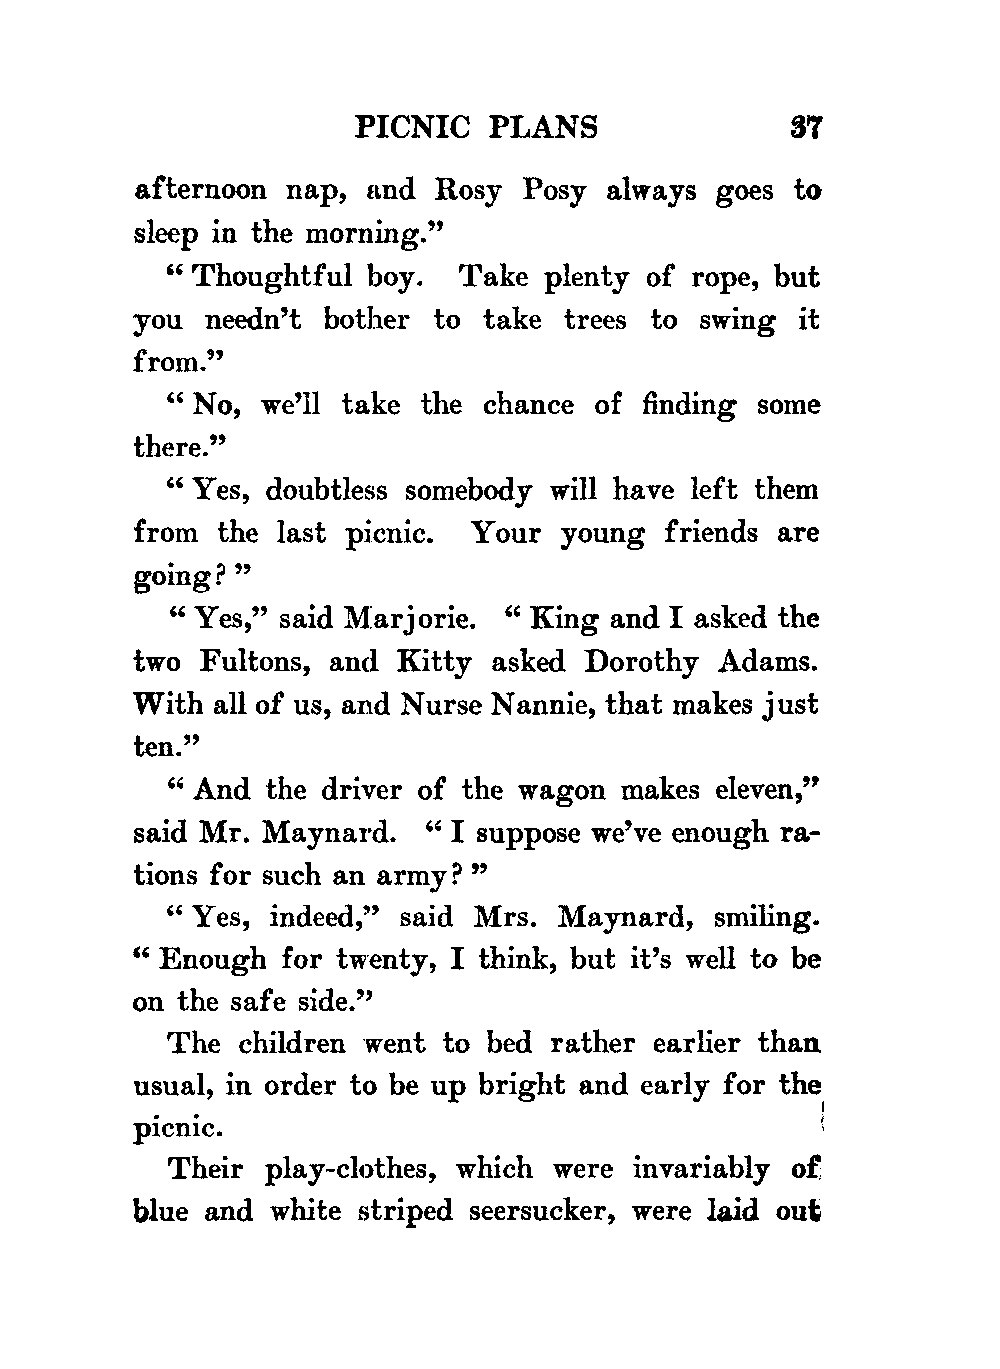 PICNIC PLANS 37
afternoon nap, and Rosy Posy always goes to
sleep in the morning.”
“ Thoughtful boy. Take plenty of rope, but
you needn’t bother to take trees to swing it
from.”
“ No, we’ll take the chance of finding some
there.”
“ Yes, doubtless somebody will have left them
from the last picnic. Your young friends are
going? ”
“ Yes,” said Marjorie. “ King and I asked the
two Fultons, and Kitty asked Dorothy Adams.
With all of us, and Nurse Nannie, that makes just
ten.”
“ And the driver of the wagon makes eleven,”
said Mr. Maynard. “ I suppose we’ve enough ra-
tions for such an army? ”
“ Yes, indeed,” said Mrs. Maynard, smiling.
“ Enough for twenty, I think, but it’s well to be
on the safe side.”
The children went to bed rather earlier than
usual, in order to be up bright and early for the
picnic.
Their play-clothes, which were invariably of
blue and white striped seersucker, were laid out